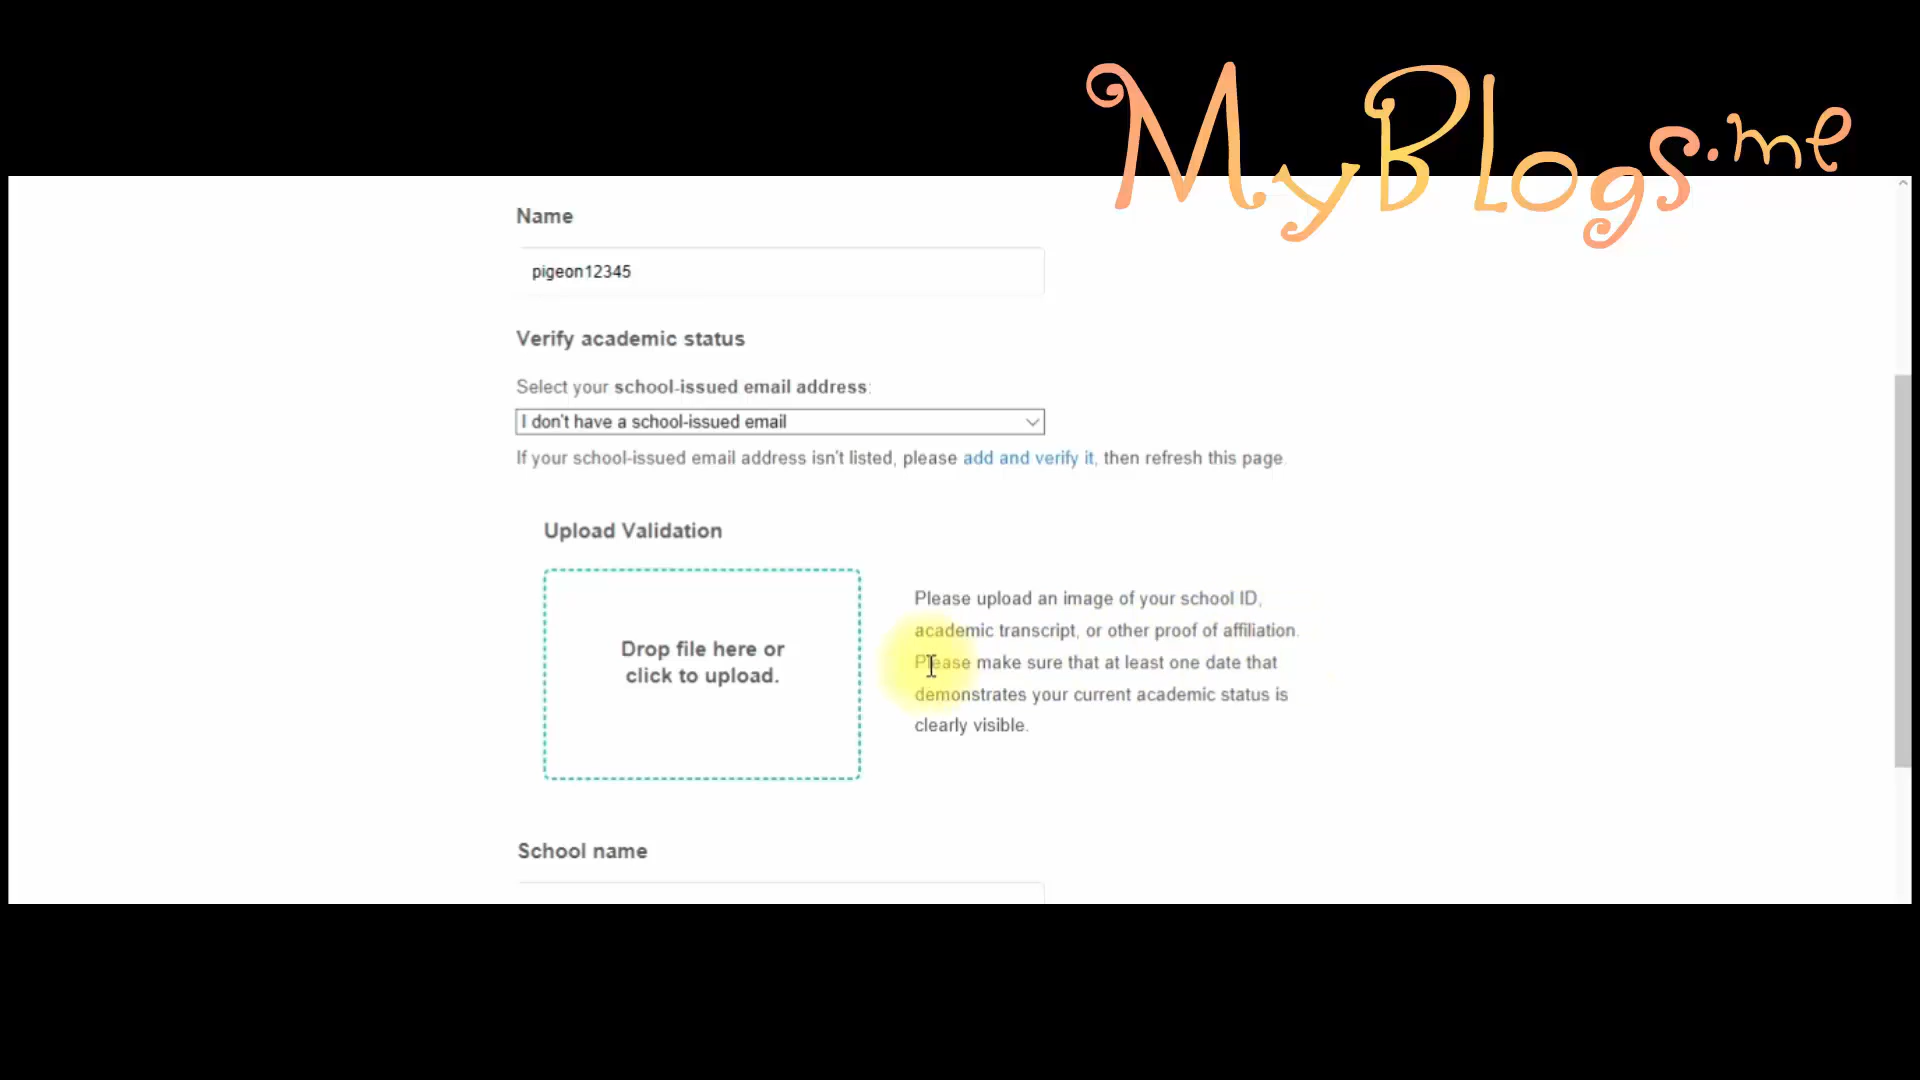 MyBlogs.me
Name
pigeon12345
Verify academic status
Select your school-issued email address:
I don't have a school-issued email
If your school-issued email address isn't listed, please add and verify it, then refresh this page.
Upload Validation
Drop file here or
click to upload.
Please upload an image of your school ID,
academic transcript, or other proof of affiliation.
Please make sure that at least one date that
demonstrates your current academic status is
clearly visible.
School name